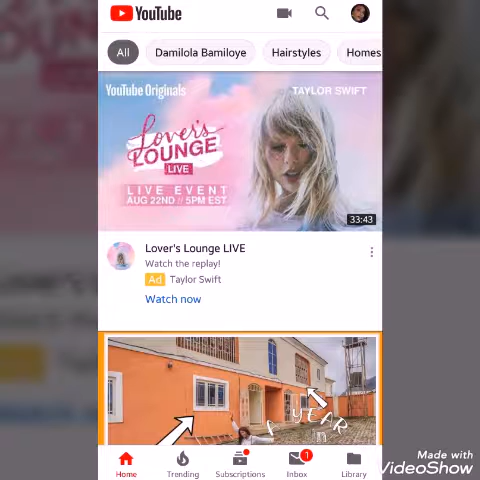 YouTube
All
Damilola Bamiloye
Hairstyles
Homes
YouTube Originals
TAYLOR SWIFT
Lover's
LOUNGE
LIVE
LIVE EVENT
AUG 22ND // 5PM EST
33:43
Lover's Lounge LIVE
Watch the replay!
Ad Taylor Swift
Watch now
1 YEAR
Home
Trending
Subscriptions
1
Inbox
Library
Made with
VideoShow